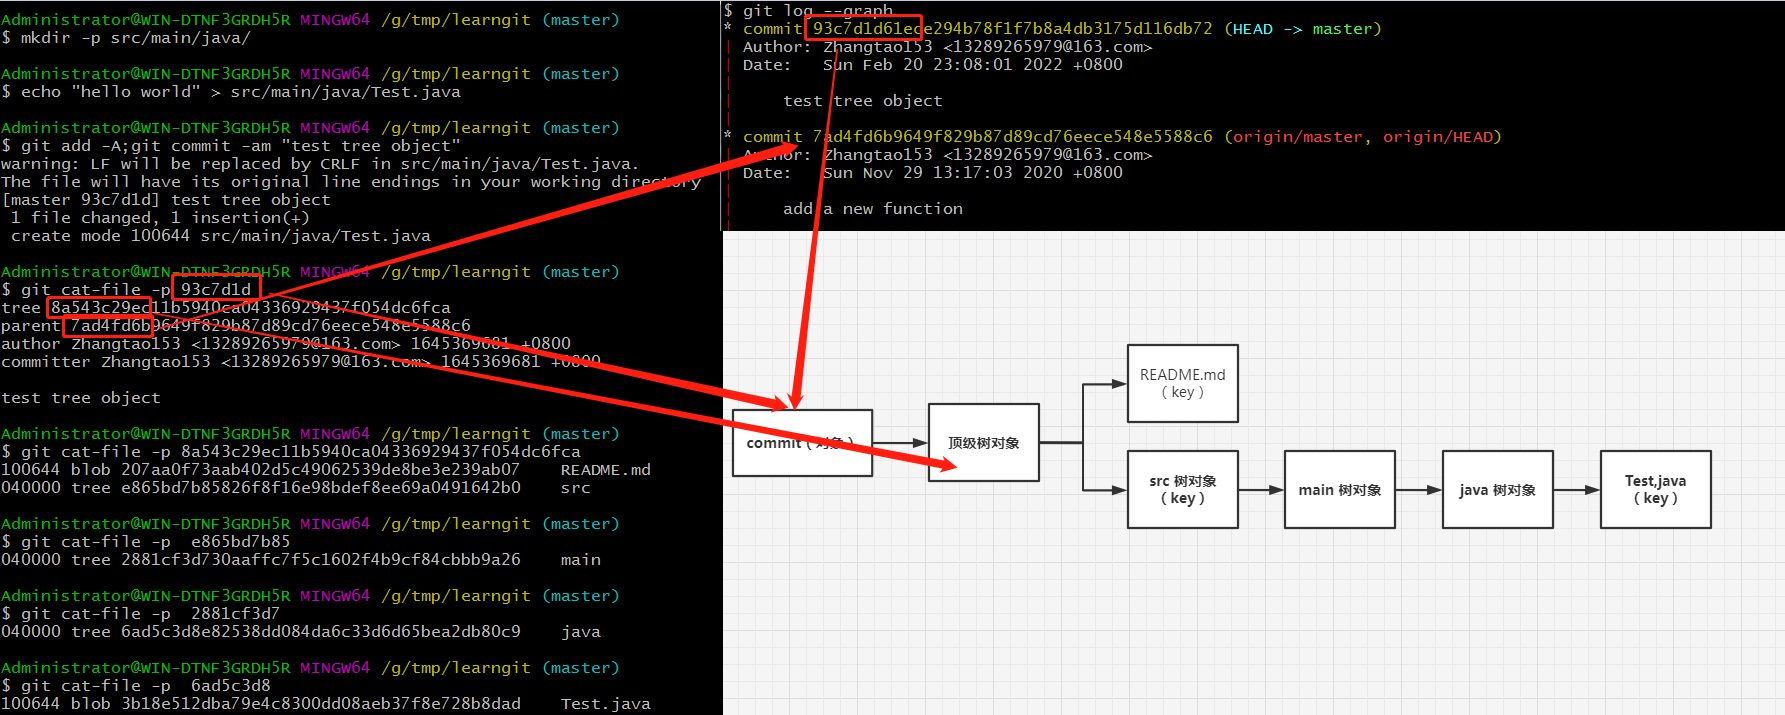 Administrator@WIN-DTNF3GRDH5R MINGW64 /g/tmp/learngit (master)
$ mkdir -p src/main/java/
Administrator@WIN-DTNF3GRDH5R MINGW64 /g/tmp/learngit (master)
$ echo "hello world" > src/main/java/Test.java
Administrator@WIN-DTNF3GRDH5R MINGW64 /g/tmp/learngit (master)
$ git add -A;git commit -am "test tree object"
warning: LF will be replaced by CRLF in src/main/java/Test.java.
The file will have its original line endings in your working directory
[master 93c7d1d] test tree object
1 file changed, 1 insertion(+)
create mode 100644 src/main/java/Test.java
Administrator@WIN-DTNF3GRDH5R MINGW64 /g/tmp/learngit (master)
$ git cat-file -p 93c7d1d
tree 8a543c29ec11b5940ca04336929437f054dc6fca
parent 7ad4fd6b9649f829b87d89cd76eece548e5588c6
author Zhangtao153 <13289265979@163.com> 1645369681 +0800
committer Zhangtao153 <13289265979@163.com> 1645369681 +0800
test tree object
Administrator@WIN-DTNF3GRDH5R MINGW64 /g/tmp/learngit (master)
$ git cat-file -p 8a543c29ec11b5940ca04336929437f054dc6fca
100644 blob 207aa0f73aab402d5c49062539de8be3e239ab07 README.md
040000 tree e865bd7b85826f8f16e98bdef8ee69a0491642b0 src
Administrator@WIN-DTNF3GRDH5R MINGW64 /g/tmp/learngit (master)
$ git cat-file -p e865bd7b85
040000 tree 2881cf3d730aaffc7f5c1602f4b9cf84cbbb9a26 main
Administrator@WIN-DTNF3GRDH5R MINGW64 /g/tmp/learngit (master)
$ git cat-file -p 2881cf3d7
040000 tree 6ad5c3d8e82538dd084da6c33d6d65bea2db80c9 java
Administrator@WIN-DTNF3GRDH5R MINGW64 /g/tmp/learngit (master)
$ git cat-file -p 6ad5c3d8
100644 blob 3b18e512dba79e4c8300dd08aeb37f8e728b8dad Test.java
$ git log --graph
* commit 93c7d1d61ece294b78f1f7b8a4db3175d116db72 (HEAD -> master)
| Author: Zhangtao153 <13289265979@163.com>
| Date: Sun Feb 20 23:08:01 2022 +0800
|
| test tree object
|
* commit 7ad4fd6b9649f829b87d89cd76eece548e5588c6 (origin/master, origin/HEAD)
| Author: Zhangtao153 <13289265979@163.com>
| Date: Sun Nov 29 13:17:03 2020 +0800
|
| add a new function
|
commit（对象）
顶级树对象
README.md
（key）
src 树对象
（key）
main 树对象
java 树对象
Test,java
（key）